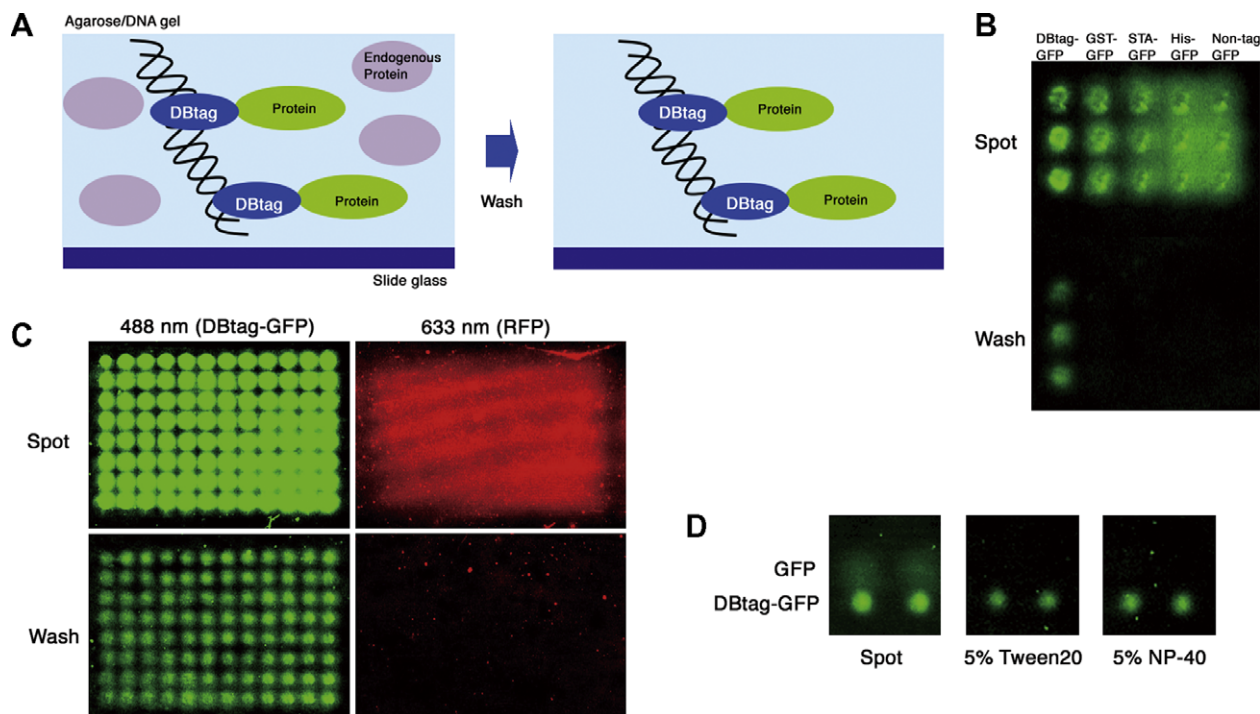 A
Agarose/DNA gel
Endogenous
Protein
DBtag
Protein
DBtag
Protein
Wash
DBtag
Protein
DBtag
Protein
Slide glass
B
DBtag- GST- STA- His- Non-tag
GFP GFP GFP GFP GFP
Spot
Wash
C
488 nm (DBtag-GFP) 633 nm (RFP)
Spot
Wash
D
GFP
DBtag-GFP
Spot 5% Tween20 5% NP-40